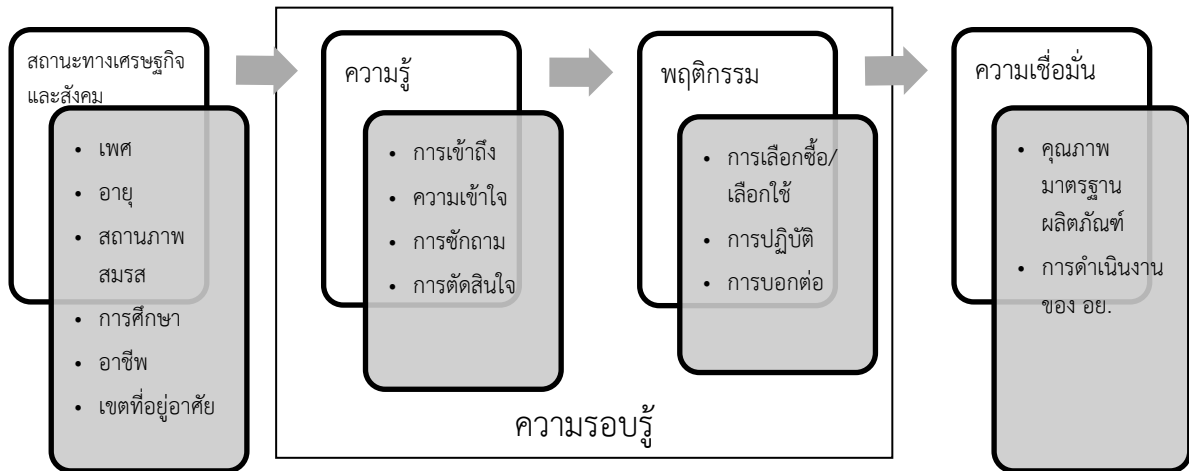 สถานะทางเศรษฐกิจ
และสังคม
• เพศ
• อายุ
• สถานภาพ
สมรส
• การศึกษา
• อาชีพ
• เขตที่อยู่อาศัย
ความรู้
• การเข้าถึง
• ความเข้าใจ
• การซักถาม
• การตัดสินใจ
พฤติกรรม
• การเลือกซื้อ/
เลือกใช้
• การปฏิบัติ
• การบอกต่อ
ความเชื่อมั่น
• คุณภาพ
มาตรฐาน
ผลิตภัณฑ์
• การดำเนินงาน
ของ อย.
ความรอบรู้